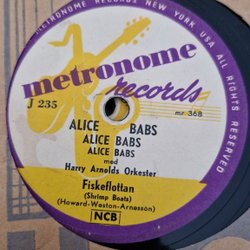 METRONOME RECORDS NEW YORK USA ALL RIGHTS
metronome
records
J 235
mr 368
ALICE BABS
ALICE BABS
ALICE BABS
med
Harry Arnolds Orkester
Fiskeflottan
(Shrimp Boats)
(Howard-Weston-Arnesson)
NCB